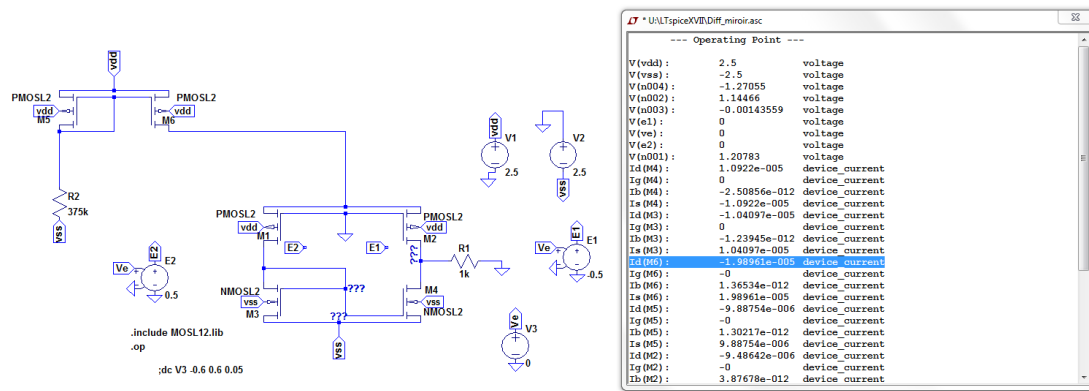 vdd
PMOSL2
PMOSL2
vdd
vdd
M5
M6
R2
375k
vss
vdd
V1
2.5
V2
2.5
vss
PMOSL2
PMOSL2
vdd
vdd
M1
M2
E2
E1
???
R1
1k
E2
Ve
E2
0.5
E1
Ve
E1
-0.5
???
M4
NMOSL2
vss
vss
M3
???
NMOSL2
vss
Ve
V3
0
.include MOSL12.lib
.op
;dc V3 -0.6 0.6 0.05
* U:\LTspiceXVII\Diff_miroir.asc
--- Operating Point ---
V(vdd): 2.5 voltage
V(vss): -2.5 voltage
V(n004): -1.27055 voltage
V(n002): 1.14466 voltage
V(n003): -0.00143559 voltage
V(e1): 0 voltage
V(ve): 0 voltage
V(e2): 0 voltage
V(n001): 1.20783 voltage
Id(M4): 1.0922e-005 device_current
Ig(M4): 0 device_current
Ib(M4): -2.50856e-012 device_current
Is(M4): -1.0922e-005 device_current
Id(M3): -1.04097e-005 device_current
Ig(M3): 0 device_current
Ib(M3): -1.23945e-012 device_current
Is(M3): 1.04097e-005 device_current
Id(M6): -1.98961e-005 device_current
Ig(M6): -0 device_current
Ib(M6): 1.36534e-012 device_current
Is(M6): 1.98961e-005 device_current
Id(M5): -9.88754e-006 device_current
Ig(M5): -0 device_current
Ib(M5): 1.30217e-012 device_current
Is(M5): 9.88754e-006 device_current
Id(M2): -9.48642e-006 device_current
Ig(M2): -0 device_current
Ib(M2): 3.87678e-012 device_current